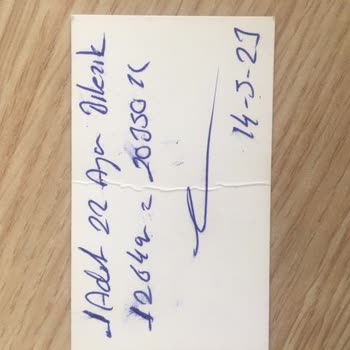 1 Adet 22 Ayar Bilezik
12.64gr = 20350 TL
14-5-23